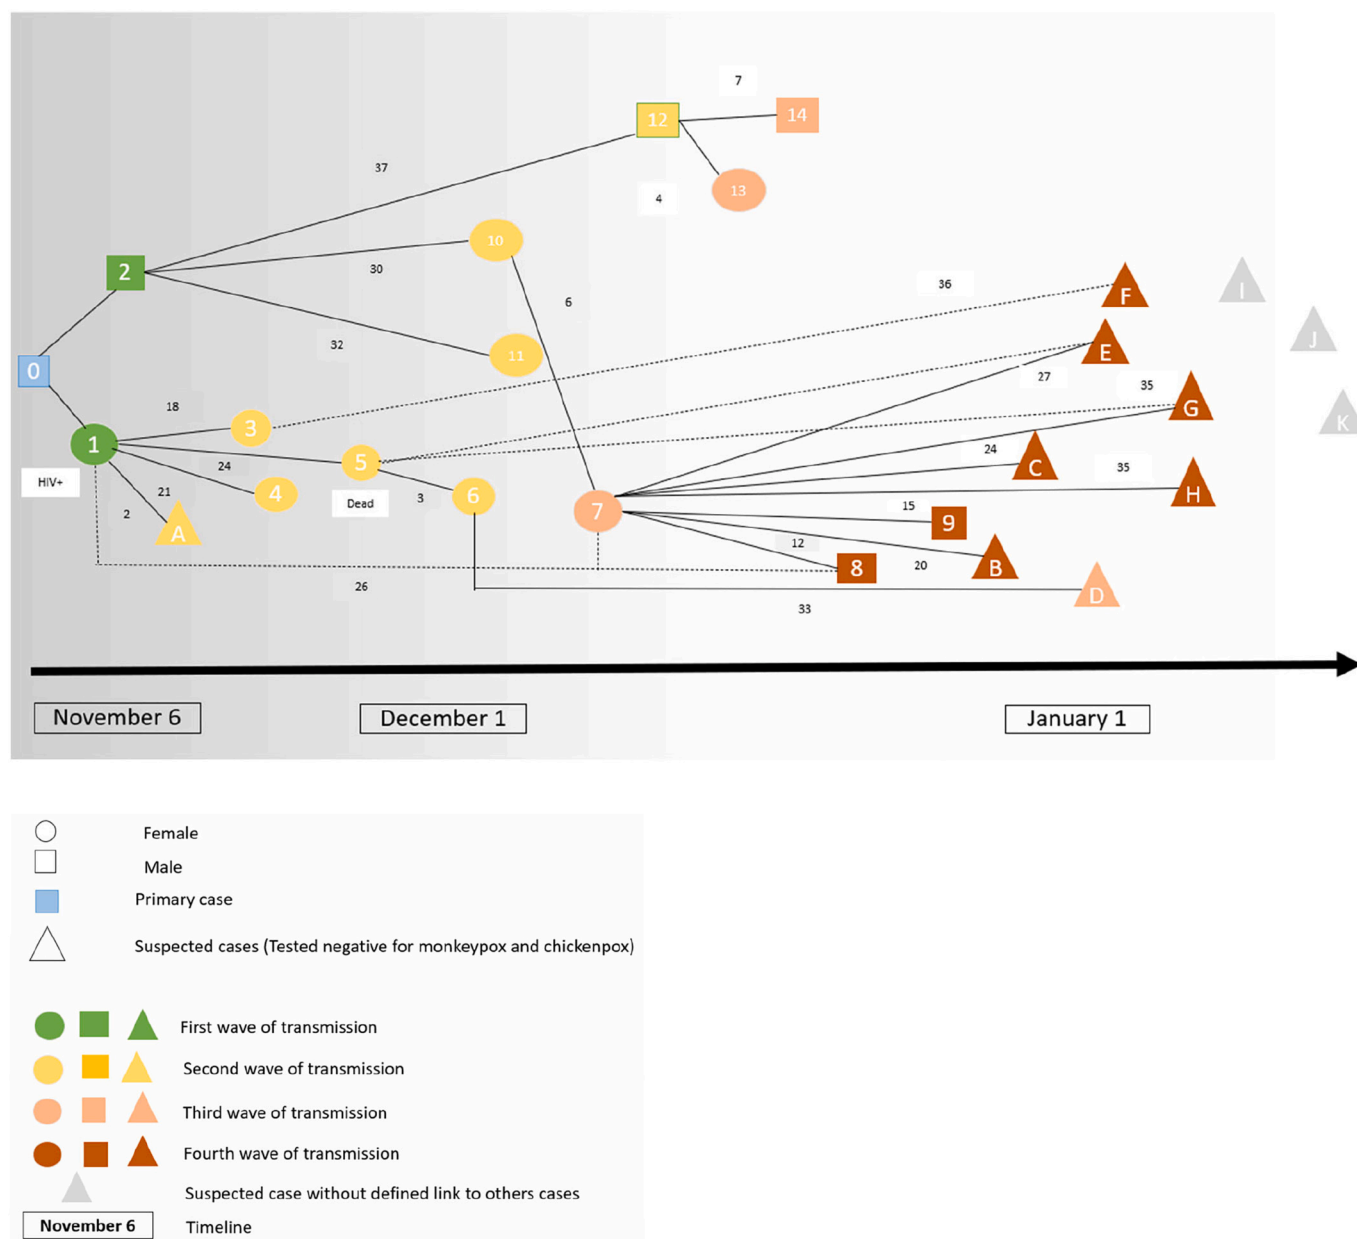 7
12
14
37
4
13
10
2
30
6
36
F
I
32
11
E
J
0
27
35
G
K
18
3
1
24
5
24
C
35
H
HIV+
21
4
Dead
3
6
7
15
9
2
A
12
8
20
B
26
33
D
November 6
December 1
January 1
Female
Male
Primary case
Suspected cases (Tested negative for monkeypox and chickenpox)
First wave of transmission
Second wave of transmission
Third wave of transmission
Fourth wave of transmission
Suspected case without defined link to others cases
November 6 Timeline